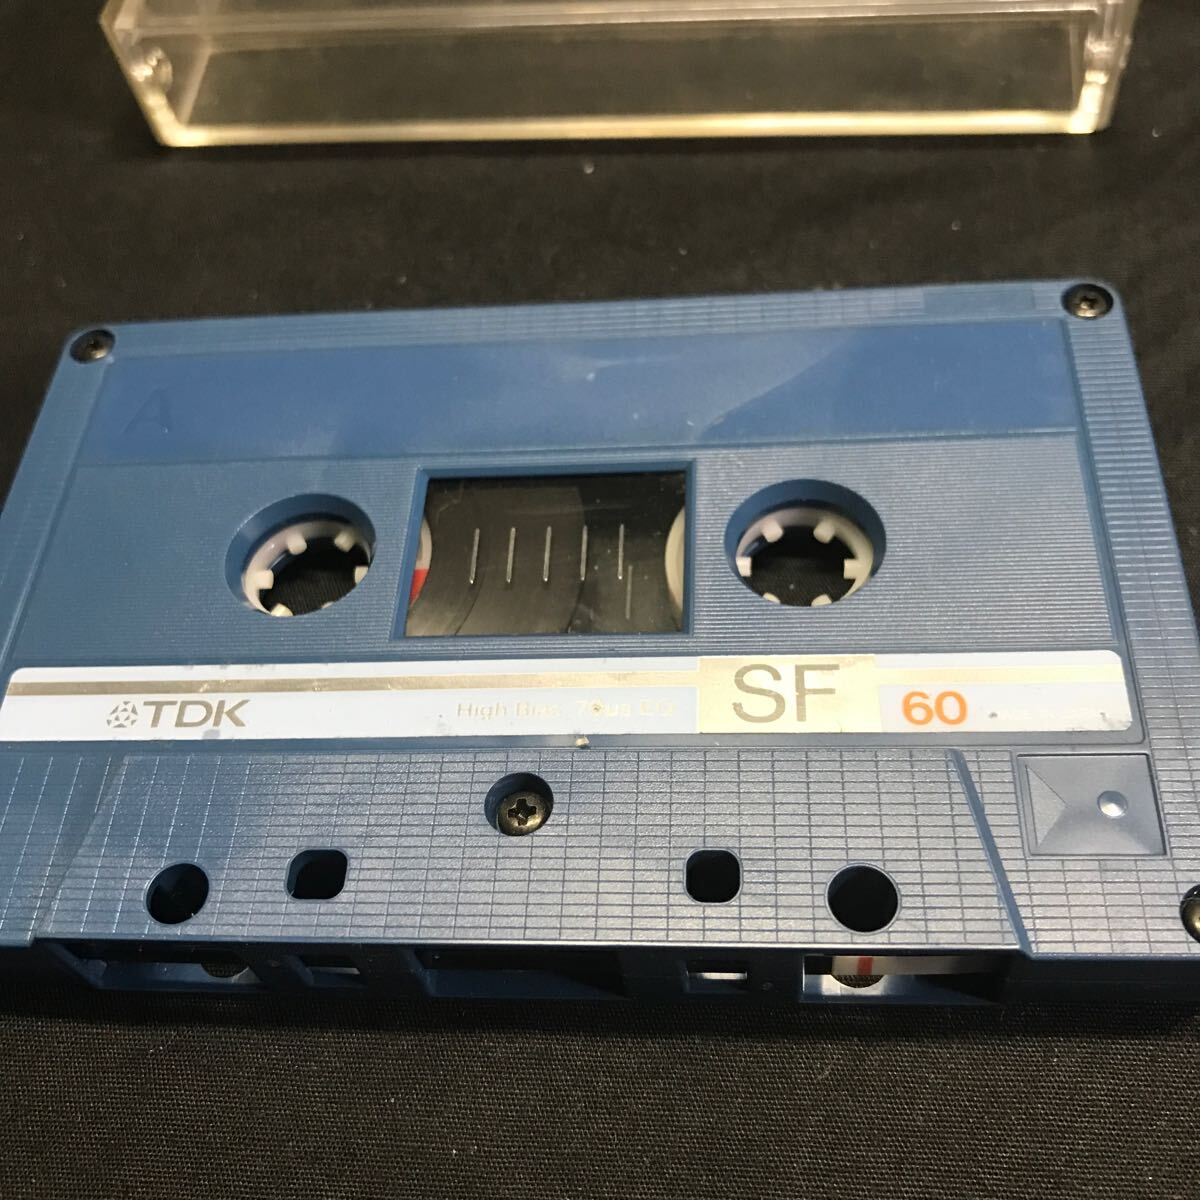 A
TDK High Bias 70μs EQ SF 60